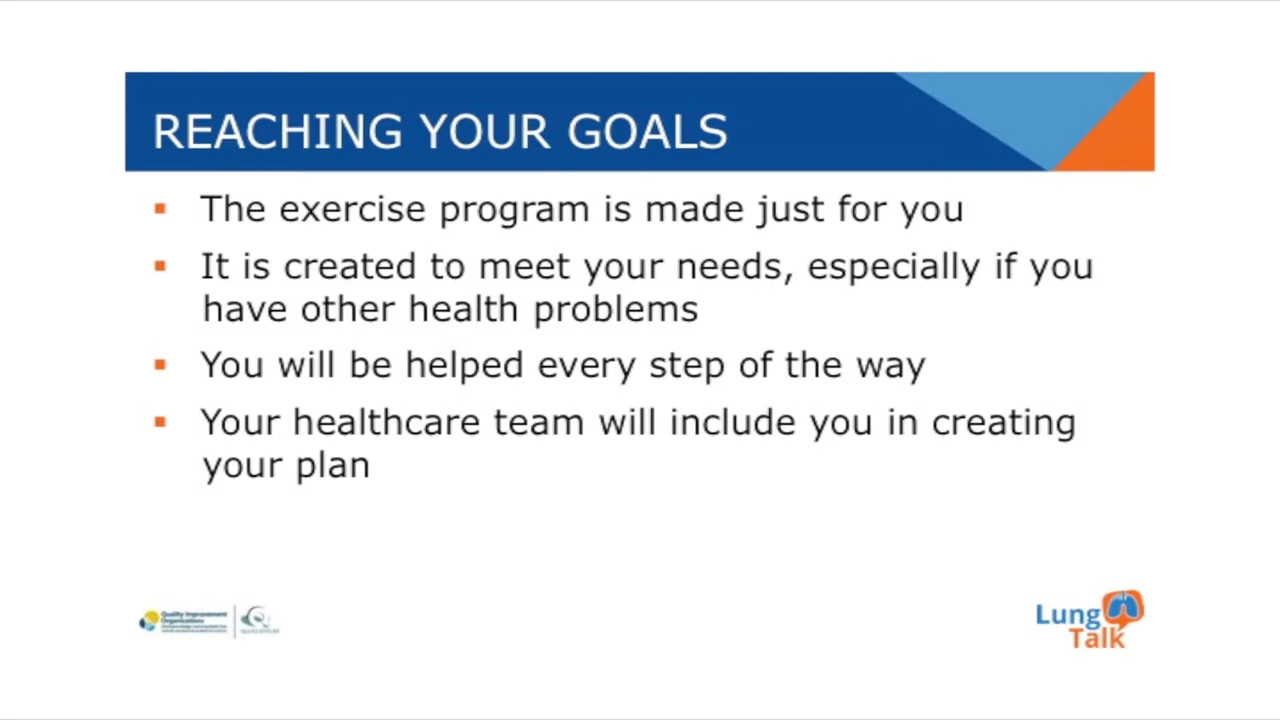 REACHING YOUR GOALS
▪ The exercise program is made just for you
▪ It is created to meet your needs, especially if you
have other health problems
▪ You will be helped every step of the way
▪ Your healthcare team will include you in creating
your plan
Quality Improvement
Organizations
Lung
Talk